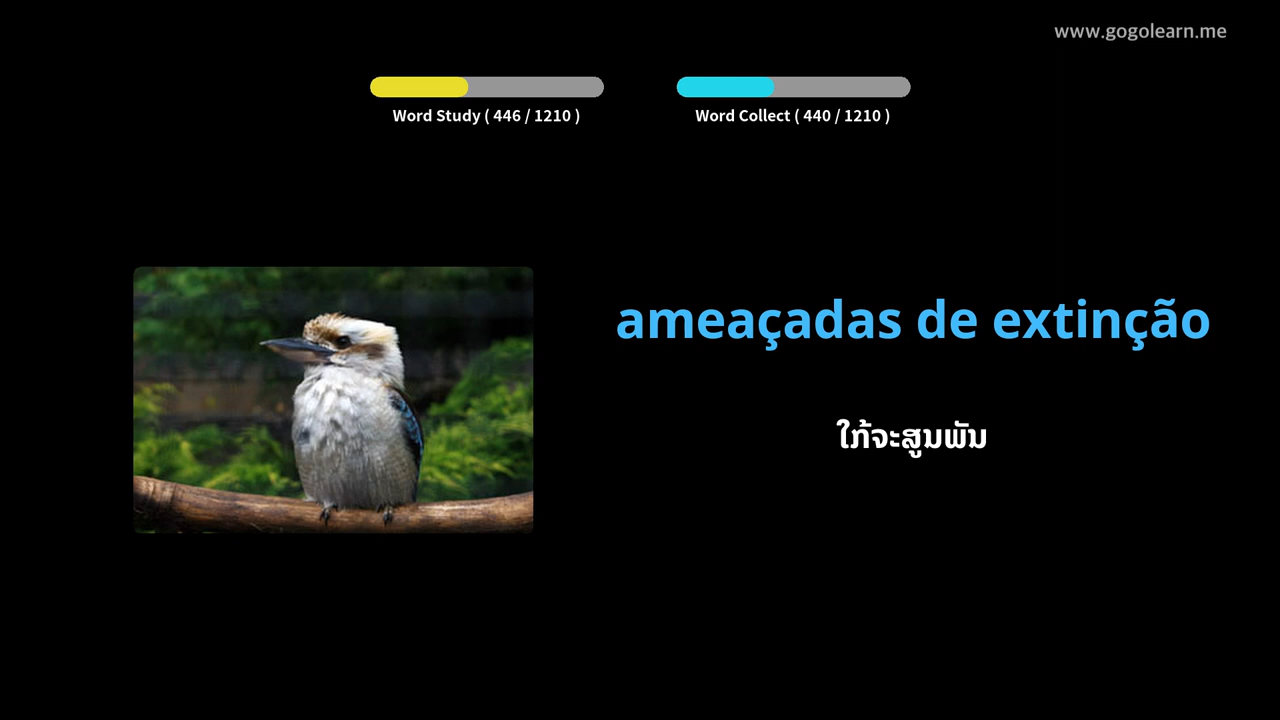 www.gogolearn.me
Word Study ( 446 / 1210 )
Word Collect ( 440 / 1210 )
ameaçadas de extinção
ໃກ້ຈະສູນພັນ